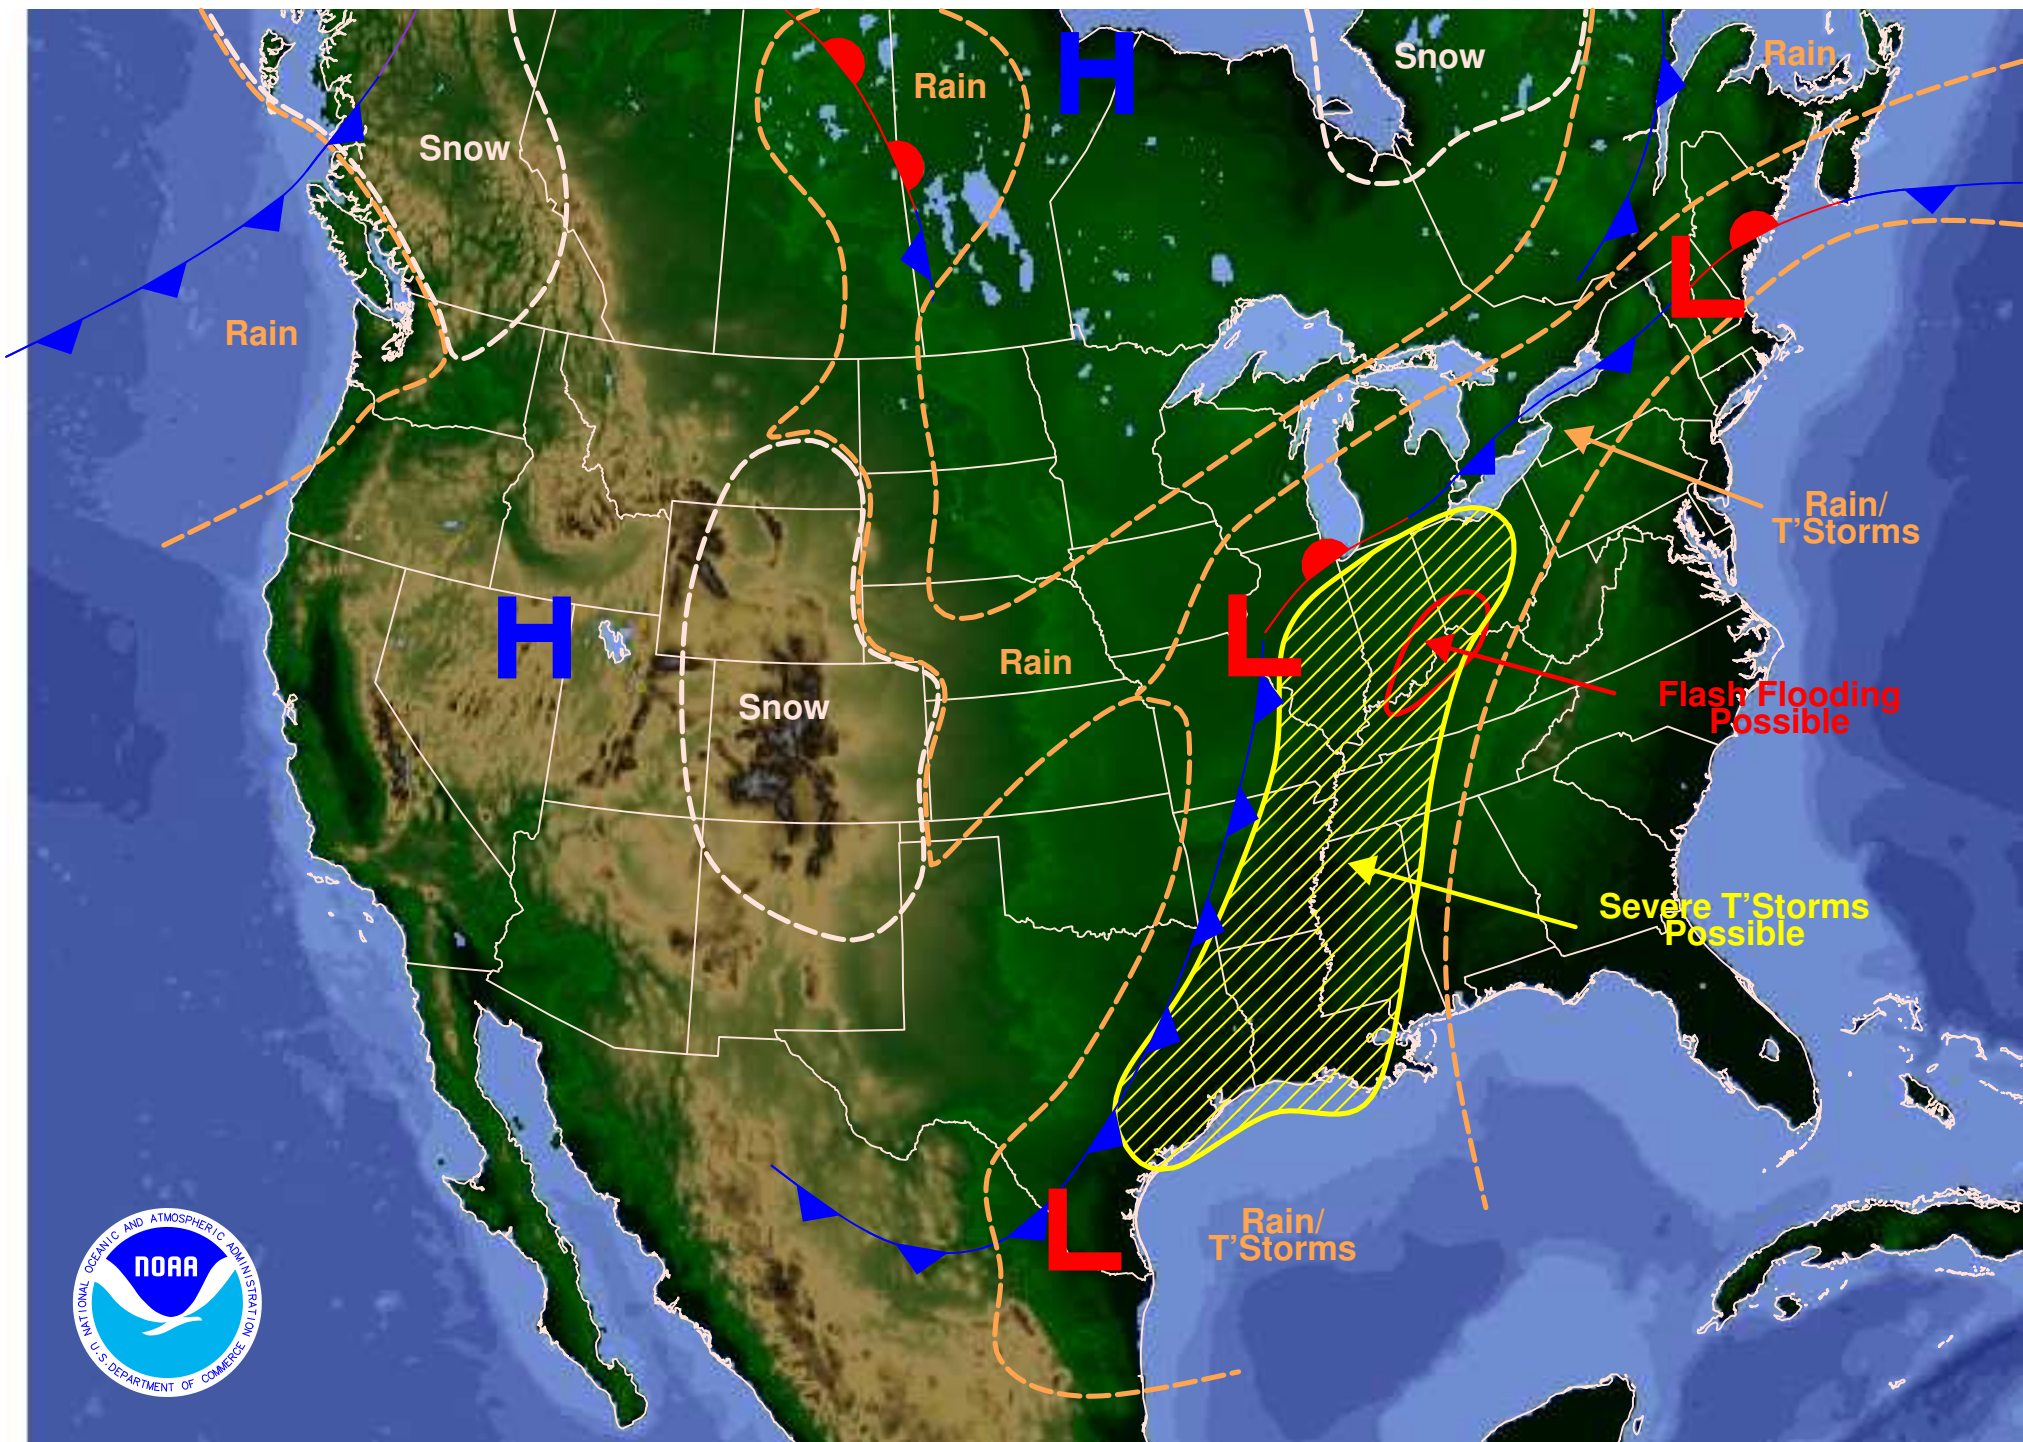 H
Snow
Rain
Rain
Snow
Rain
L
Rain/
T'Storms
H
L
Rain
Flash Flooding
Possible
Snow
Severe T'Storms
Possible
L
Rain/
T'Storms
NOAA
NATIONAL OCEANIC AND ATMOSPHERIC ADMINISTRATION
U.S. DEPARTMENT OF COMMERCE